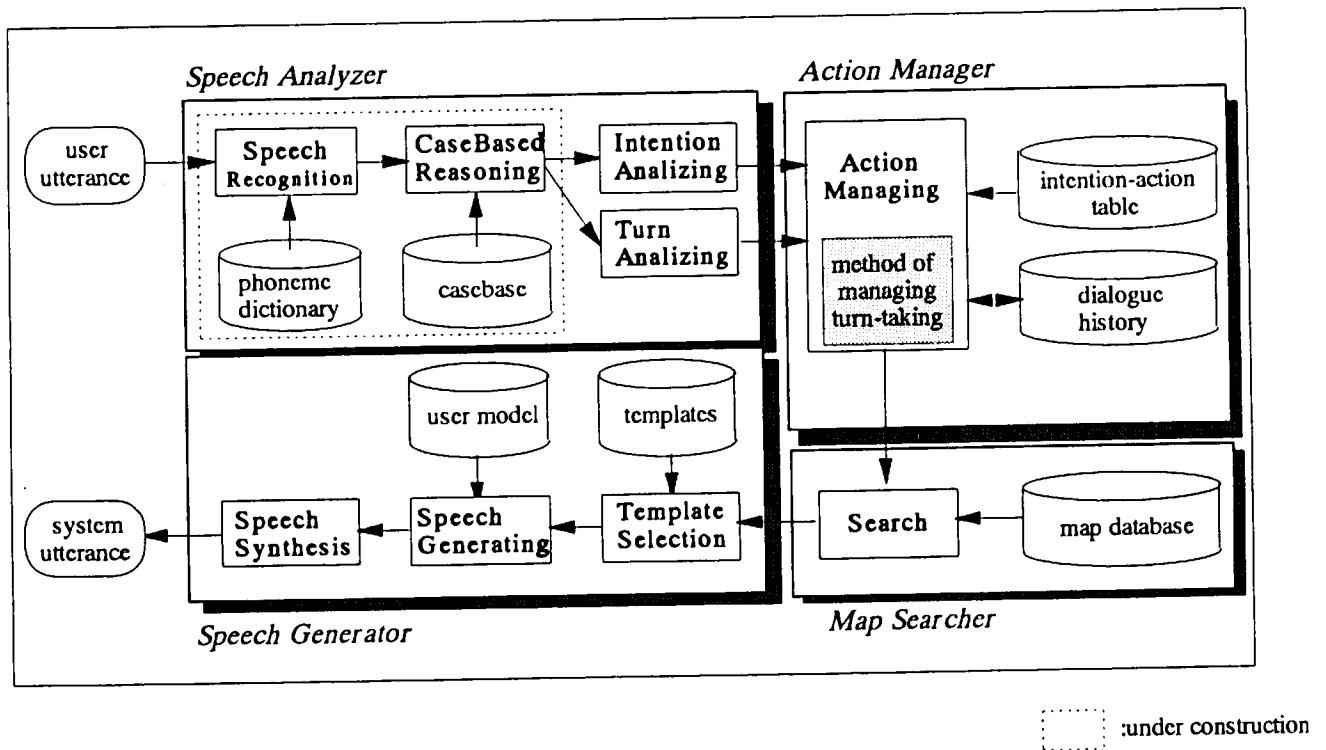 Speech Analyzer
Action Manager
user
utterance
Speech
Recognition
CaseBased
Reasoning
Intention
Analizing
Turn
Analizing
phoneme
dictionary
casebase
Action
Managing
method of
managing
turn-taking
intention-action
table
dialogue
history
user model
templates
system
utterance
Speech
Synthesis
Speech
Generating
Template
Selection
Search
map database
Speech Generator
Map Searcher
:under construction